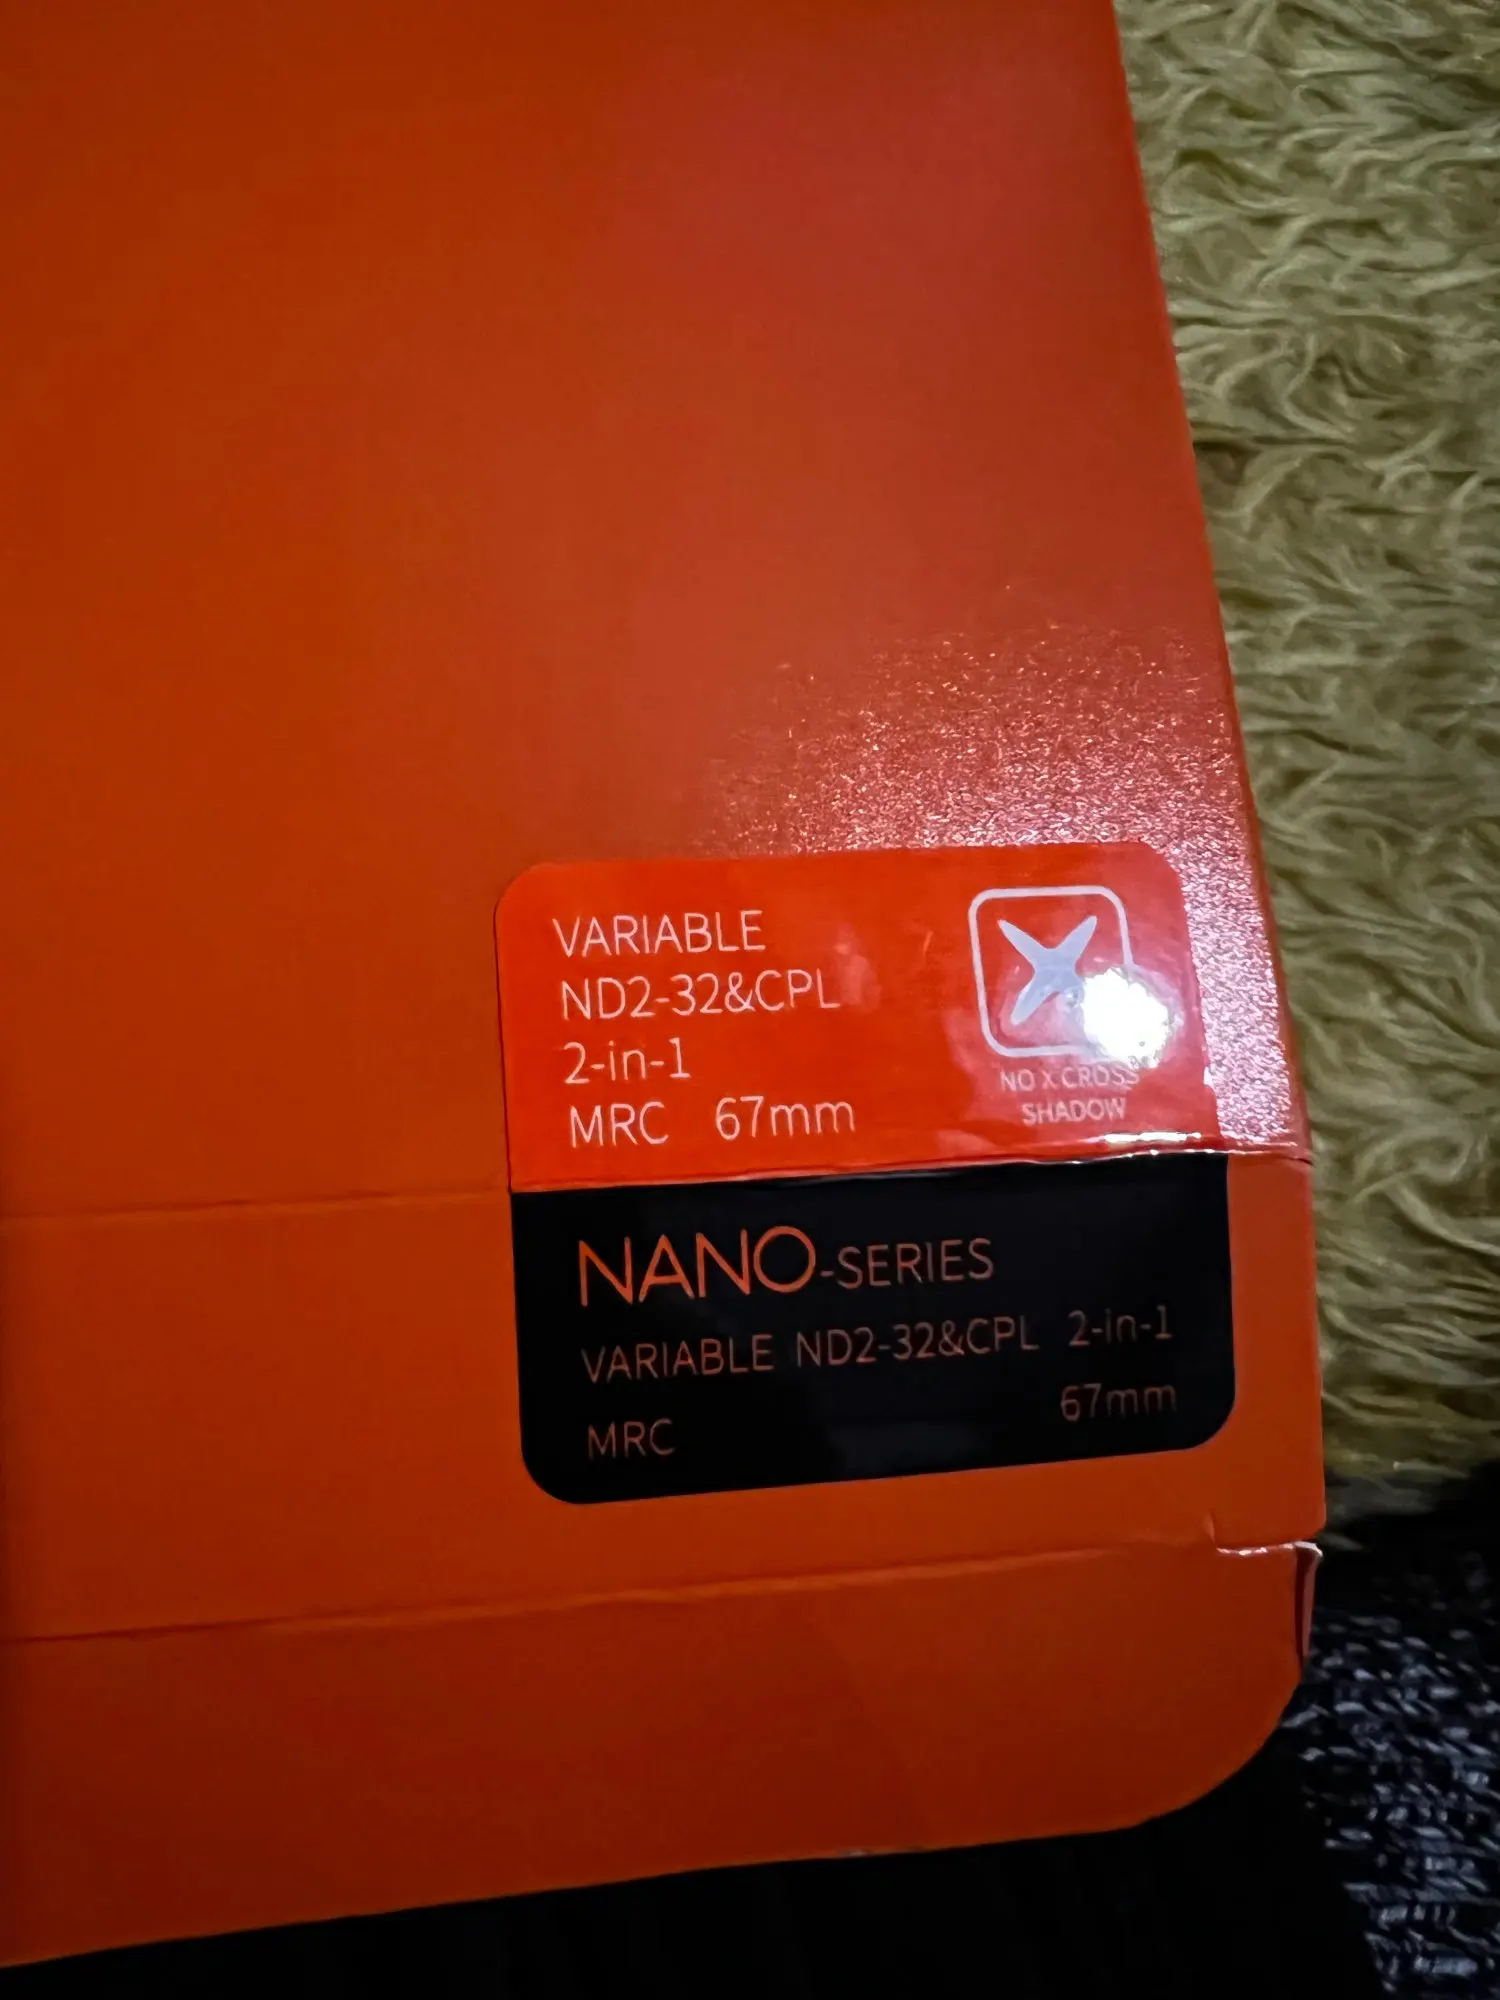 VARIABLE
ND2-32&CPL
2-in-1
MRC 67mm
NO X CROSS
SHADOW
NANO-SERIES
VARIABLE ND2-32&CPL 2-in-1
67mm
MRC